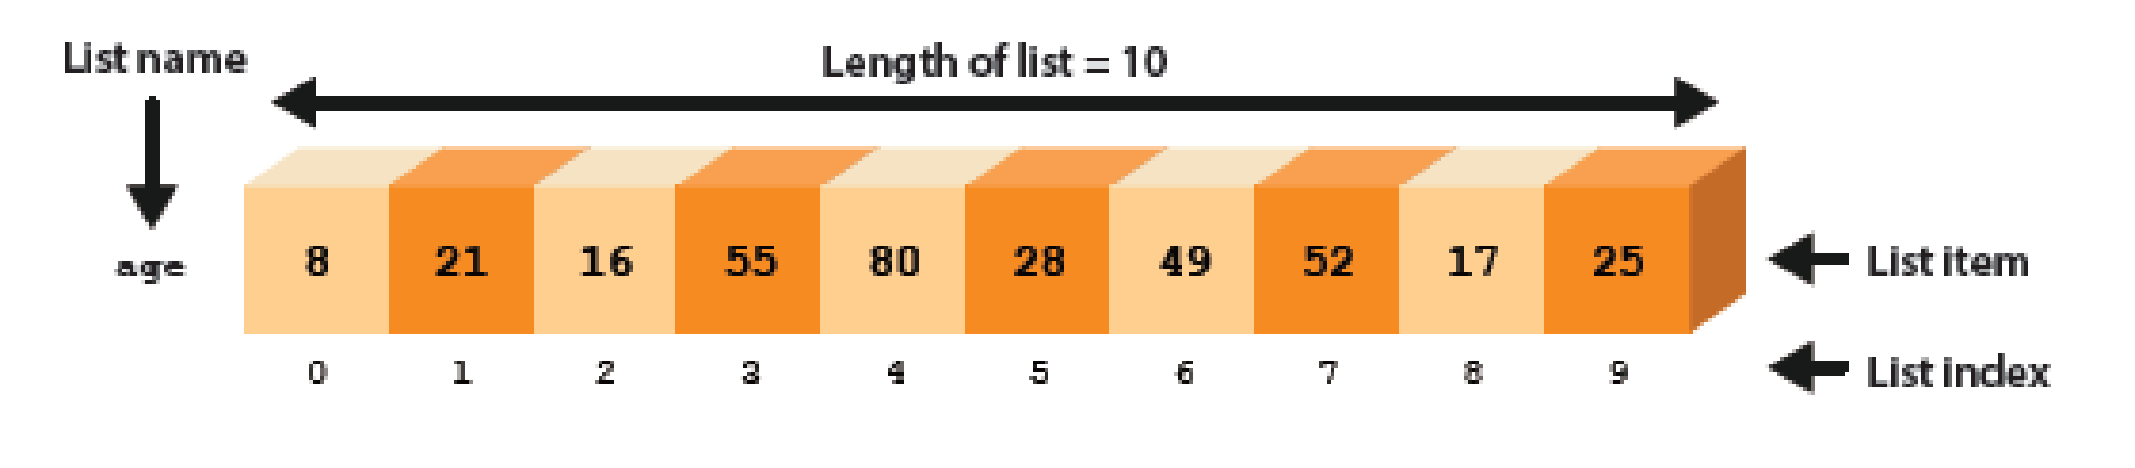 List name
Length of list = 10
age
8 21 16 55 80 28 49 52 17 25
List item
0 1 2 3 4 5 6 7 8 9
List index